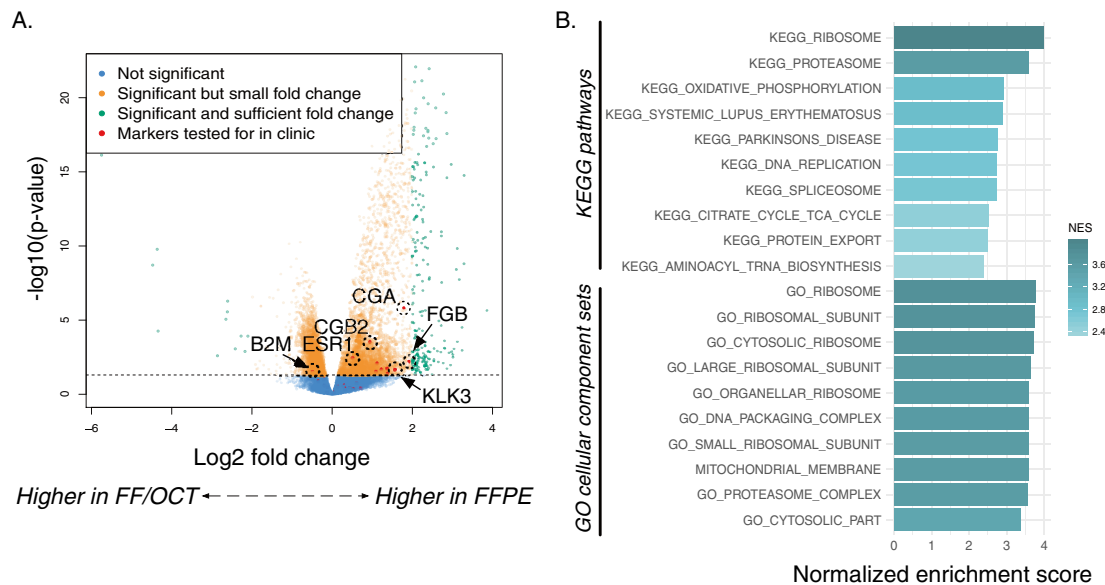 A.
Not significant
Significant but small fold change
Significant and sufficient fold change
Markers tested for in clinic
-log10(p-value)
20
15
10
5
0
CGA
FGB
CGB2
B2M
ESR1
KLK3
−6
−4
−2
0
2
4
Log2 fold change
Higher in FF/OCT
Higher in FFPE
B.
KEGG pathways
KEGG_RIBOSOME
KEGG_PROTEASOME
KEGG_OXIDATIVE_PHOSPHORYLATION
KEGG_SYSTEMIC_LUPUS_ERYTHEMATOSUS
KEGG_PARKINSONS_DISEASE
KEGG_DNA_REPLICATION
KEGG_SPLICEOSOME
KEGG_CITRATE_CYCLE_TCA_CYCLE
KEGG_PROTEIN_EXPORT
KEGG_AMINOACYL_TRNA_BIOSYNTHESIS
GO cellular component sets
GO_RIBOSOME
GO_RIBOSOMAL_SUBUNIT
GO_CYTOSOLIC_RIBOSOME
GO_LARGE_RIBOSOMAL_SUBUNIT
GO_ORGANELLAR_RIBOSOME
GO_DNA_PACKAGING_COMPLEX
GO_SMALL_RIBOSOMAL_SUBUNIT
MITOCHONDRIAL_MEMBRANE
GO_PROTEASOME_COMPLEX
GO_CYTOSOLIC_PART
0
1
2
3
4
Normalized enrichment score
NES
3.6
3.2
2.8
2.4